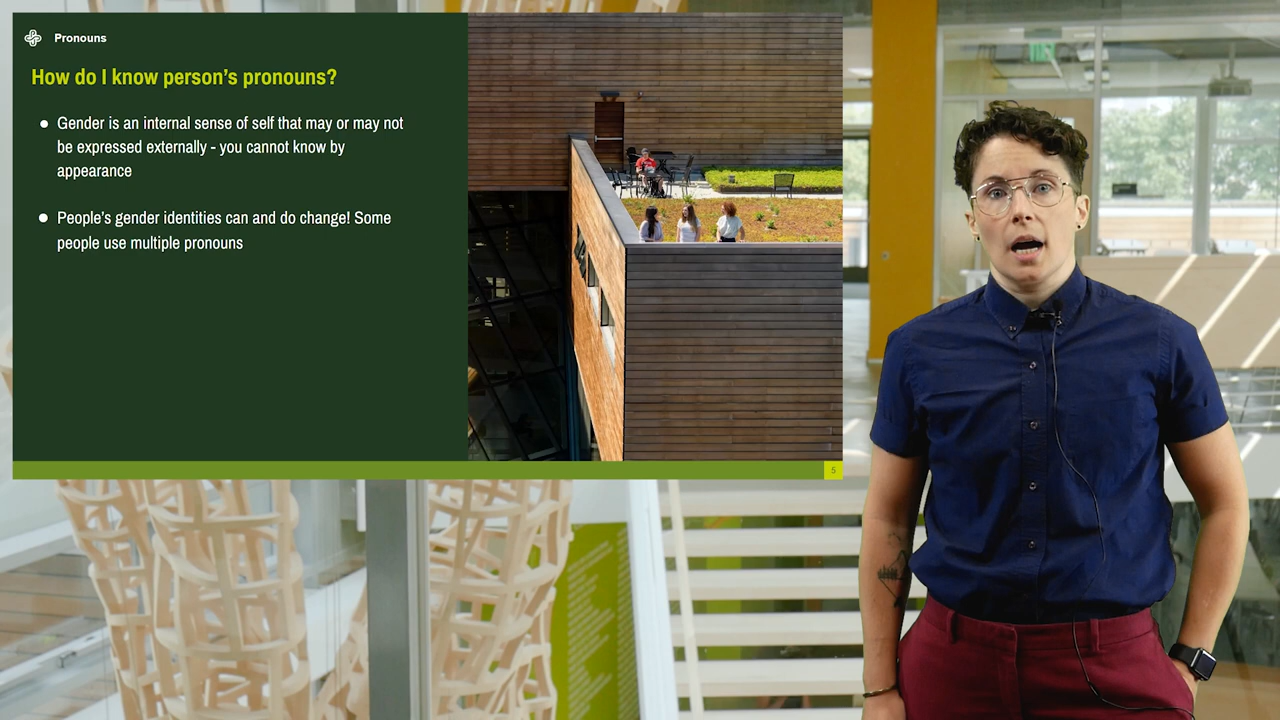 Pronouns
How do I know person's pronouns?
● Gender is an internal sense of self that may or may not
be expressed externally - you cannot know by
appearance
● People's gender identities can and do change! Some
people use multiple pronouns
5